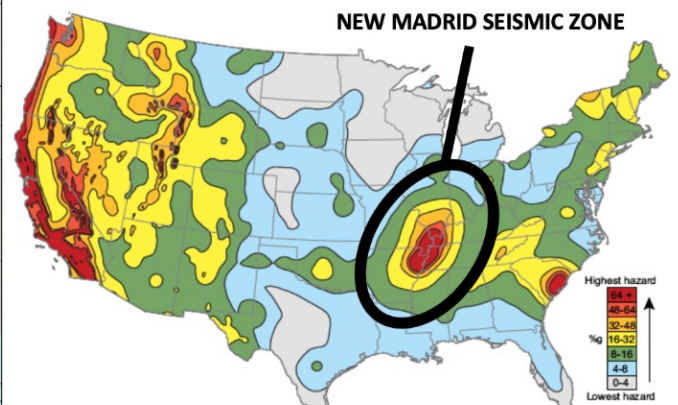 NEW MADRID SEISMIC ZONE
Highest hazard
64 +
48-64
32-48
%g 16-32
8-16
4-8
0-4
Lowest hazard